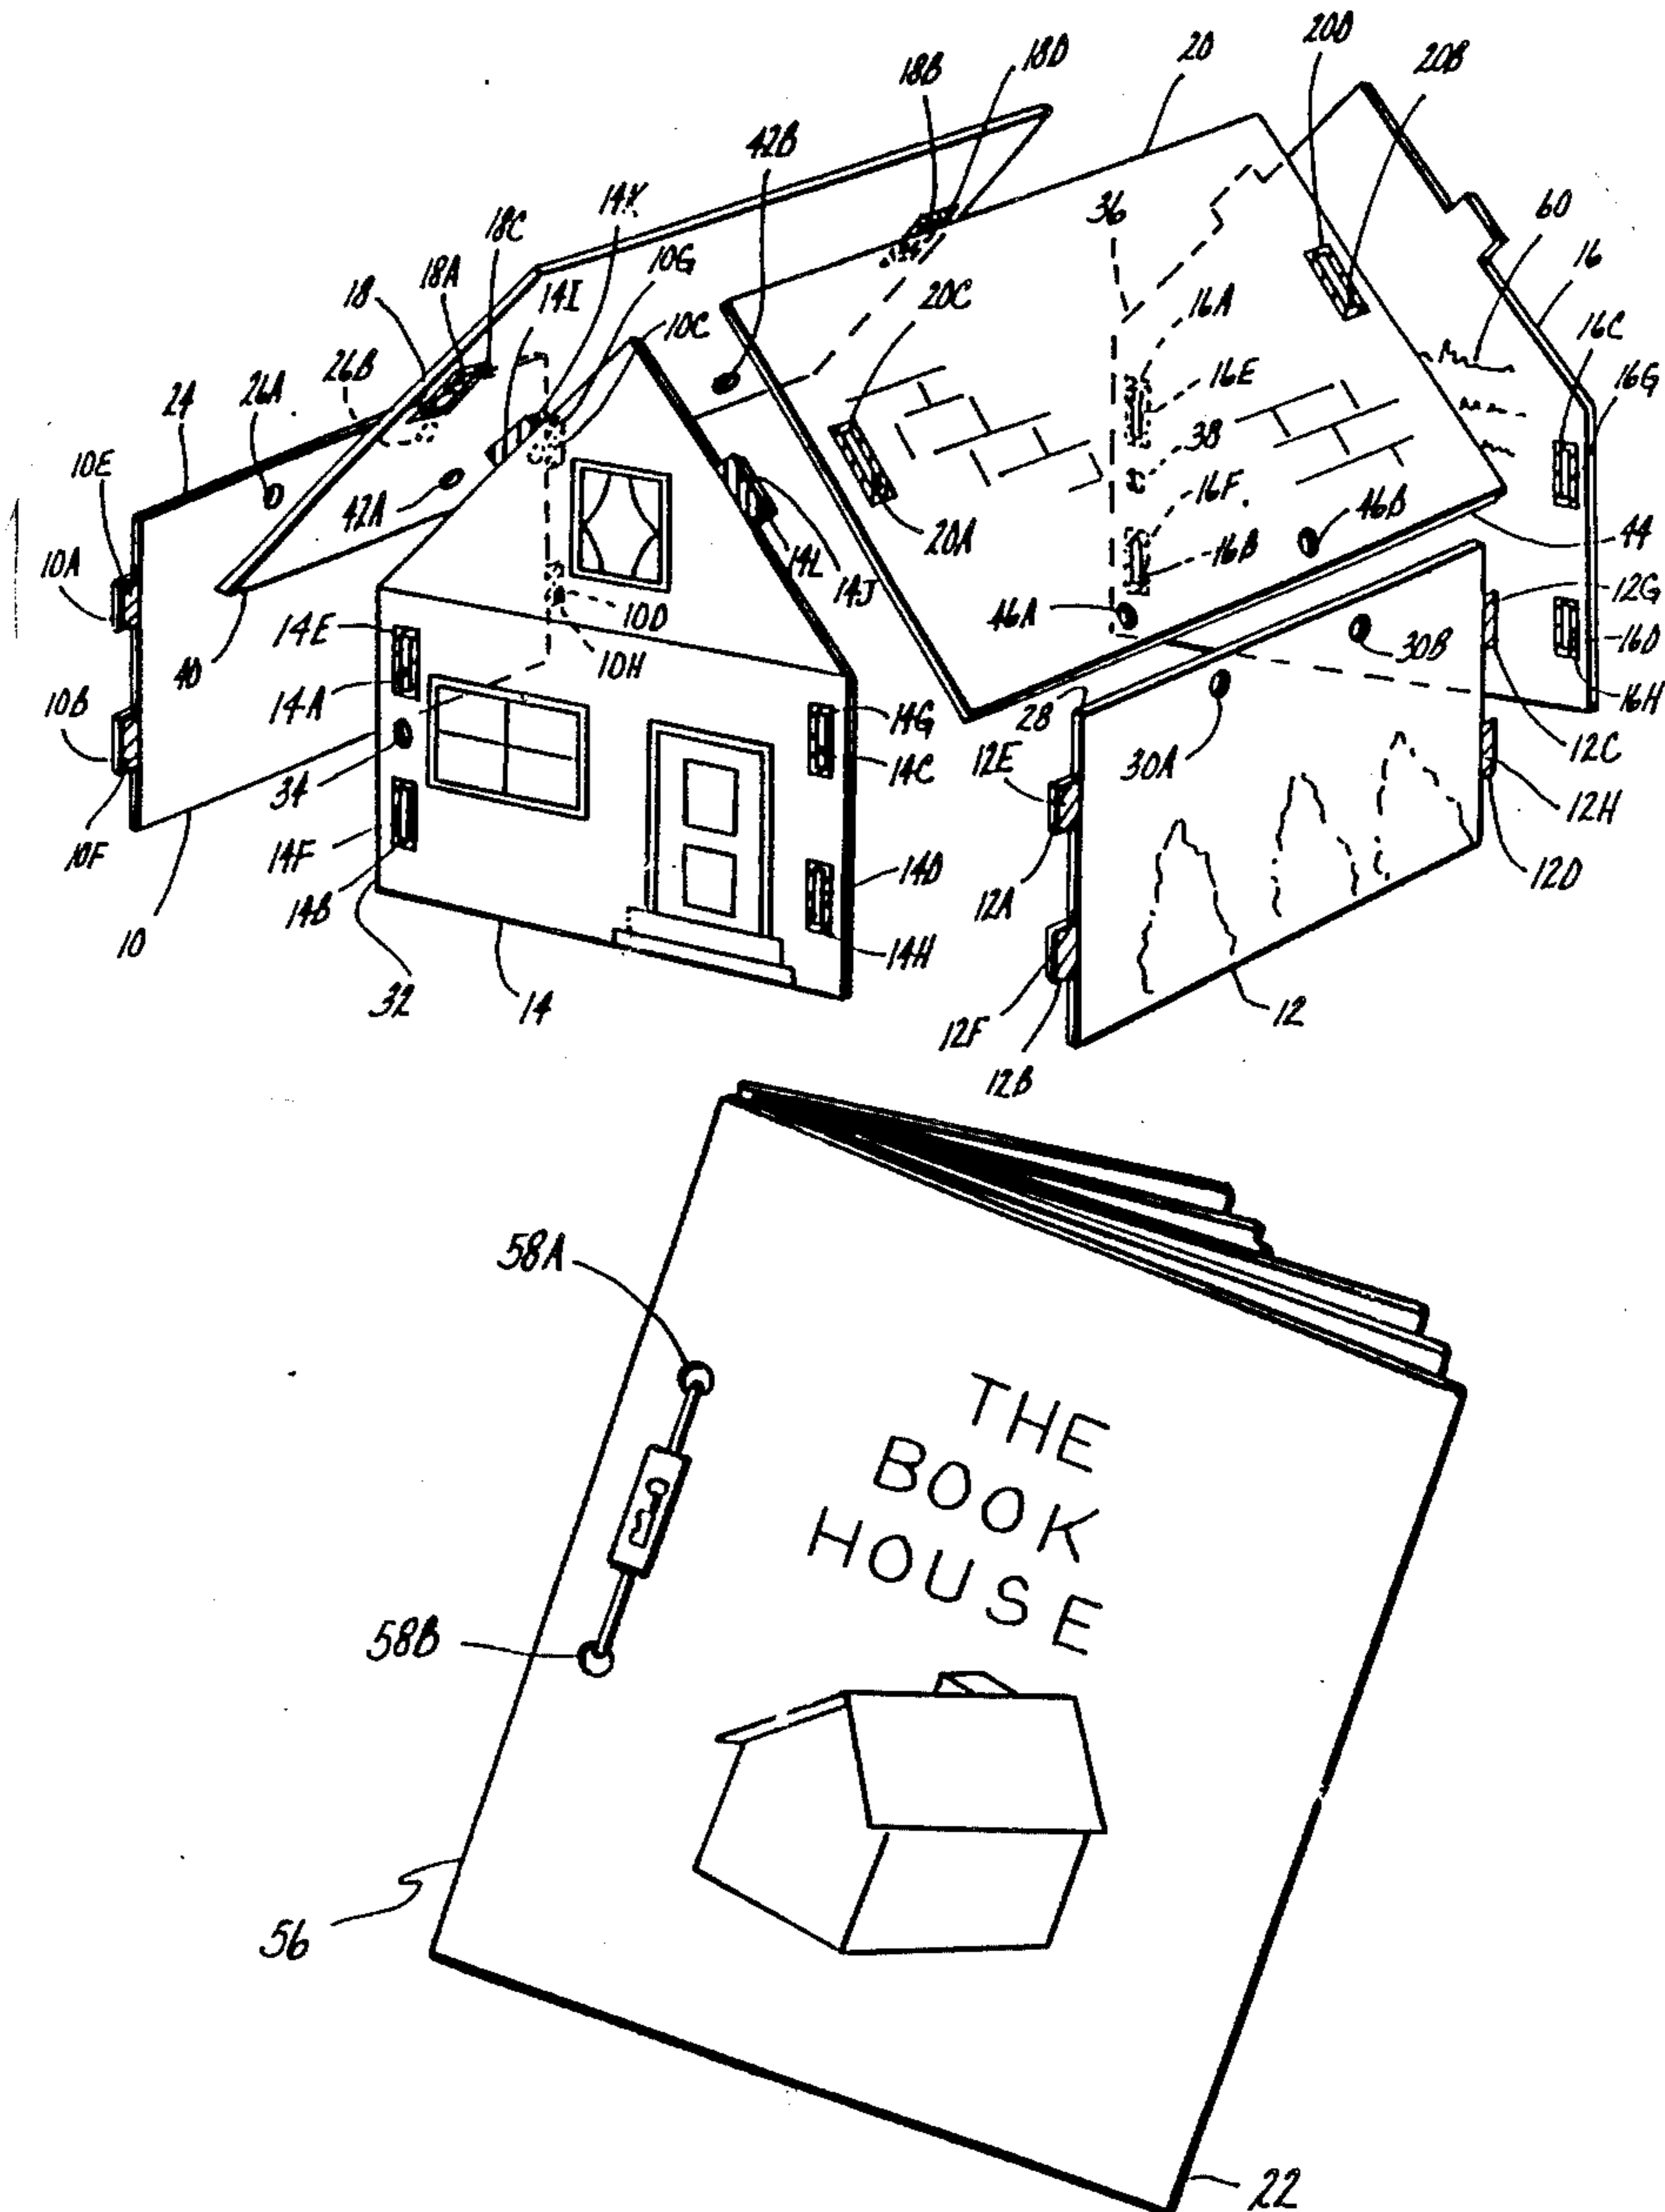 20D
20B
18B
18D
20
42B
14K
36
60
18C
10G
16
18A
14I
20C
16A
16C
18
10C
16G
26B
16E
24
26A
38
10E
42A
16F
46B
44
10A
14L
14J
20A
16B
12G
14E
10D
46A
30B
16D
40
10H
14A
14G
28
16H
10B
34
14C
12E
30A
12C
14F
12H
10F
14B
14D
12A
12D
10
14H
32
14
12F
12
12B
58A
THE
BOOK
HOUSE
58B
56
22